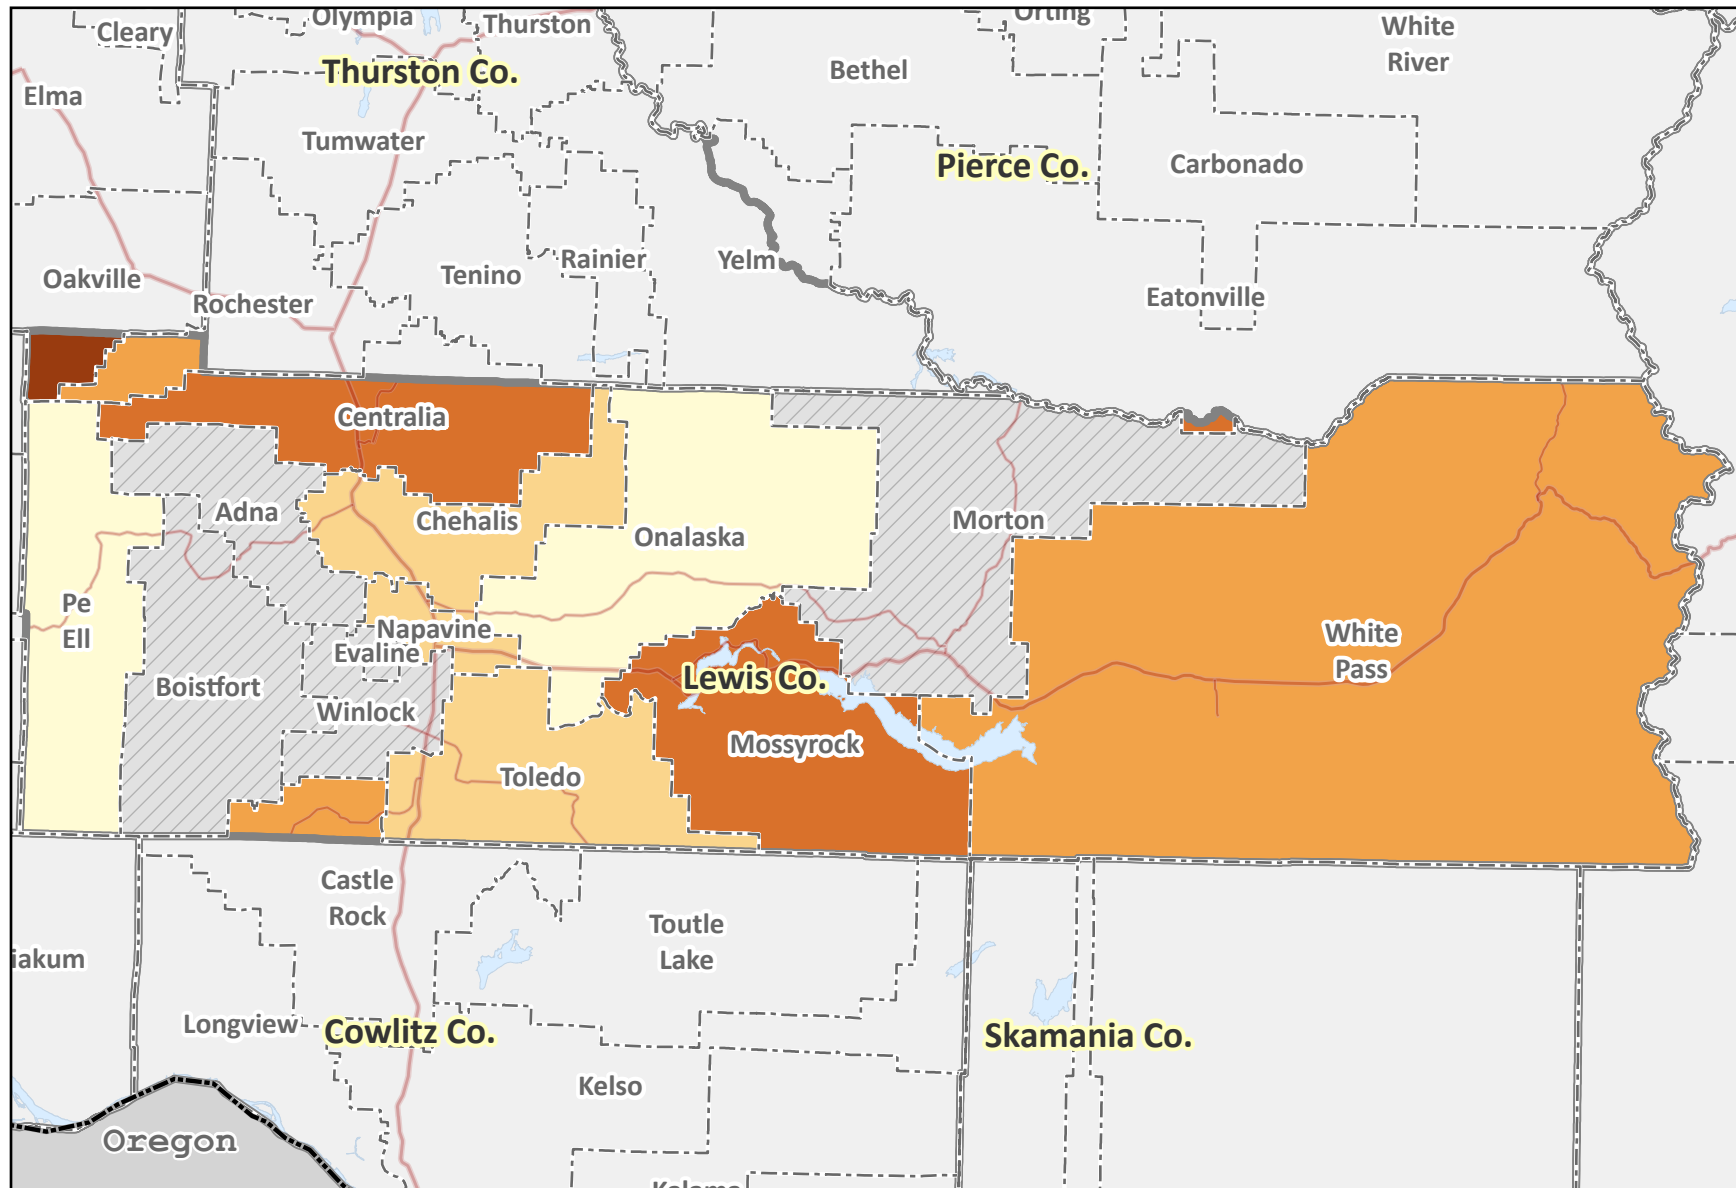 Olympia
Thurston
Orting
Cleary
White
River
Thurston Co.
Bethel
Elma
Tumwater
Pierce Co.
Carbonado
Oakville
Tenino
Rainier
Yelm
Rochester
Eatonville
Centralia
Adna
Chehalis
Onalaska
Morton
Pe
Ell
Napavine
Evaline
White
Pass
Boistfort
Lewis Co.
Winlock
Mossyrock
Toledo
Castle
Rock
Toutle
Lake
iakum
Longview
Cowlitz Co.
Skamania Co.
Kelso
Oregon
Kalama